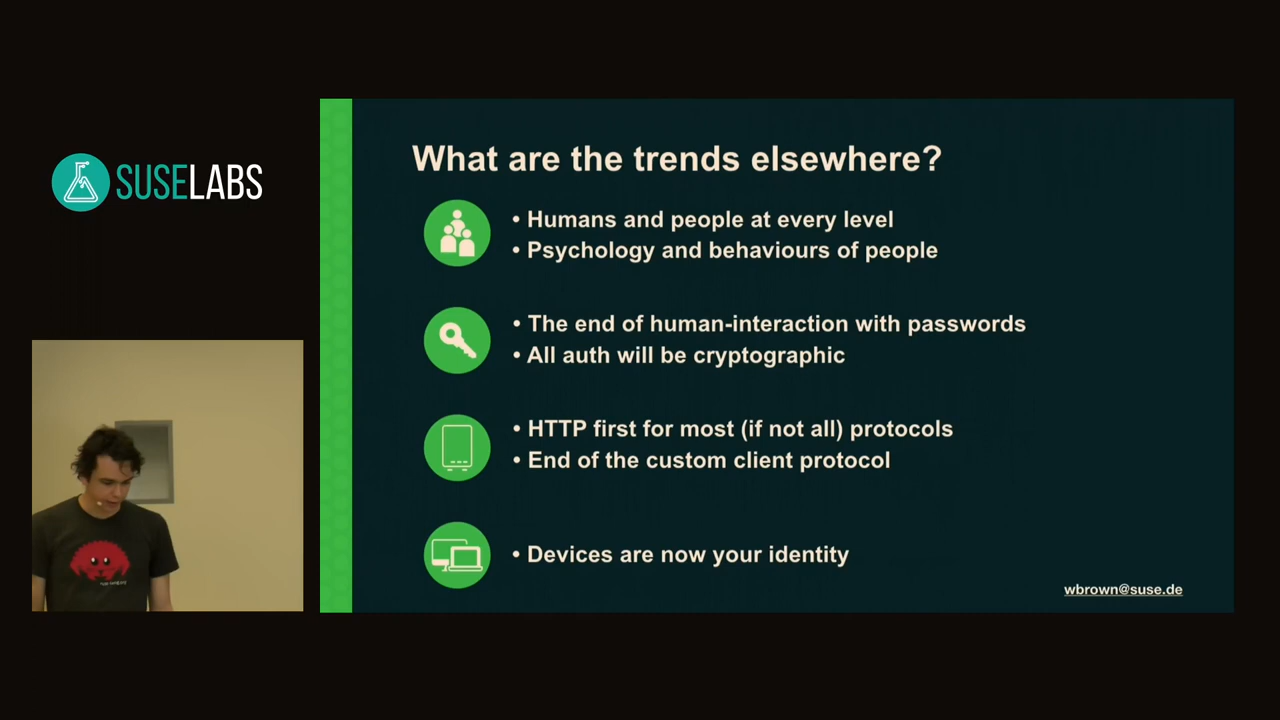 SUSELABS
What are the trends elsewhere?
• Humans and people at every level
• Psychology and behaviours of people
• The end of human-interaction with passwords
• All auth will be cryptographic
• HTTP first for most (if not all) protocols
• End of the custom client protocol
• Devices are now your identity
wbrown@suse.de